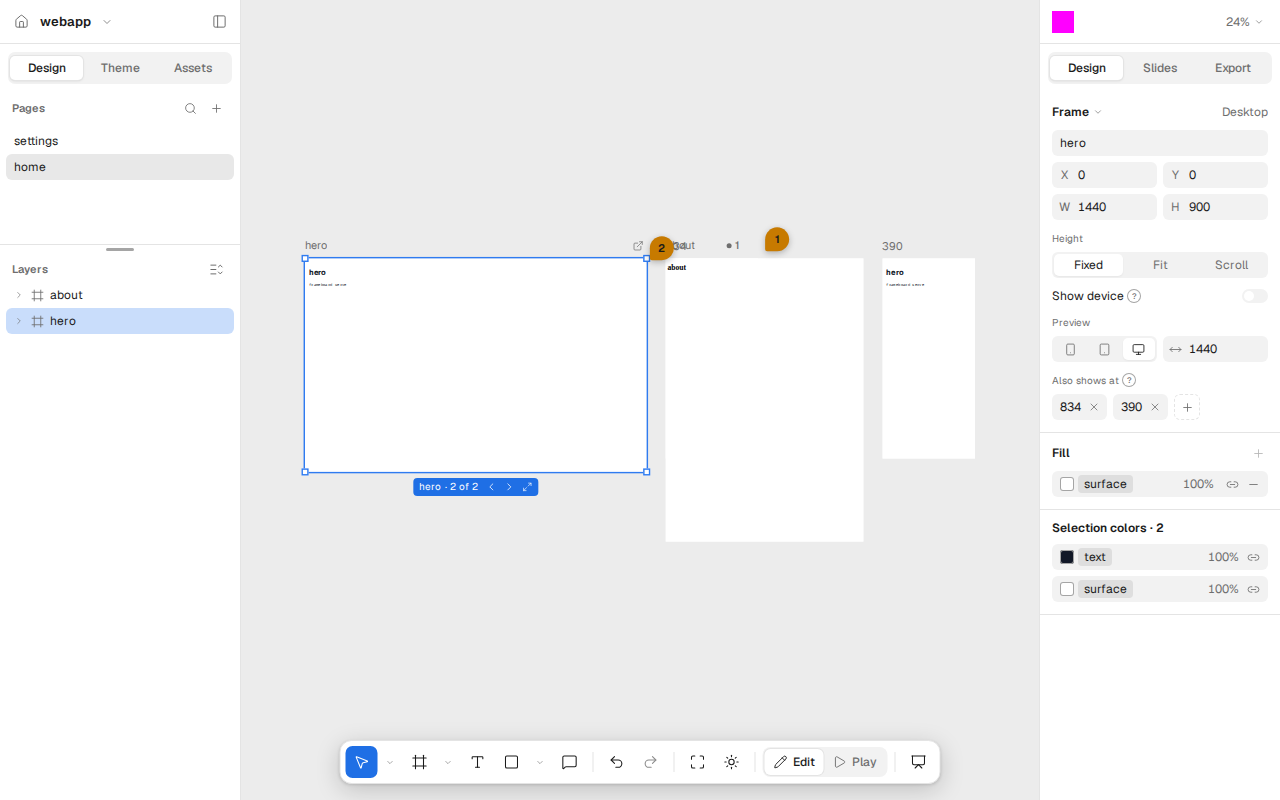 webapp
Design Theme Assets
Pages
settings
home
Layers
about
hero
hero
2
1
1
390
hero
about
hero
hero · 2 of 2
Edit Play
24%
Design Slides Export
Frame Desktop
hero
X 0 Y 0
W 1440 H 900
Height
Fixed Fit Scroll
Show device ?
Preview
1440
Also shows at ?
834 390
Fill
surface 100%
Selection colors · 2
text 100%
surface 100%